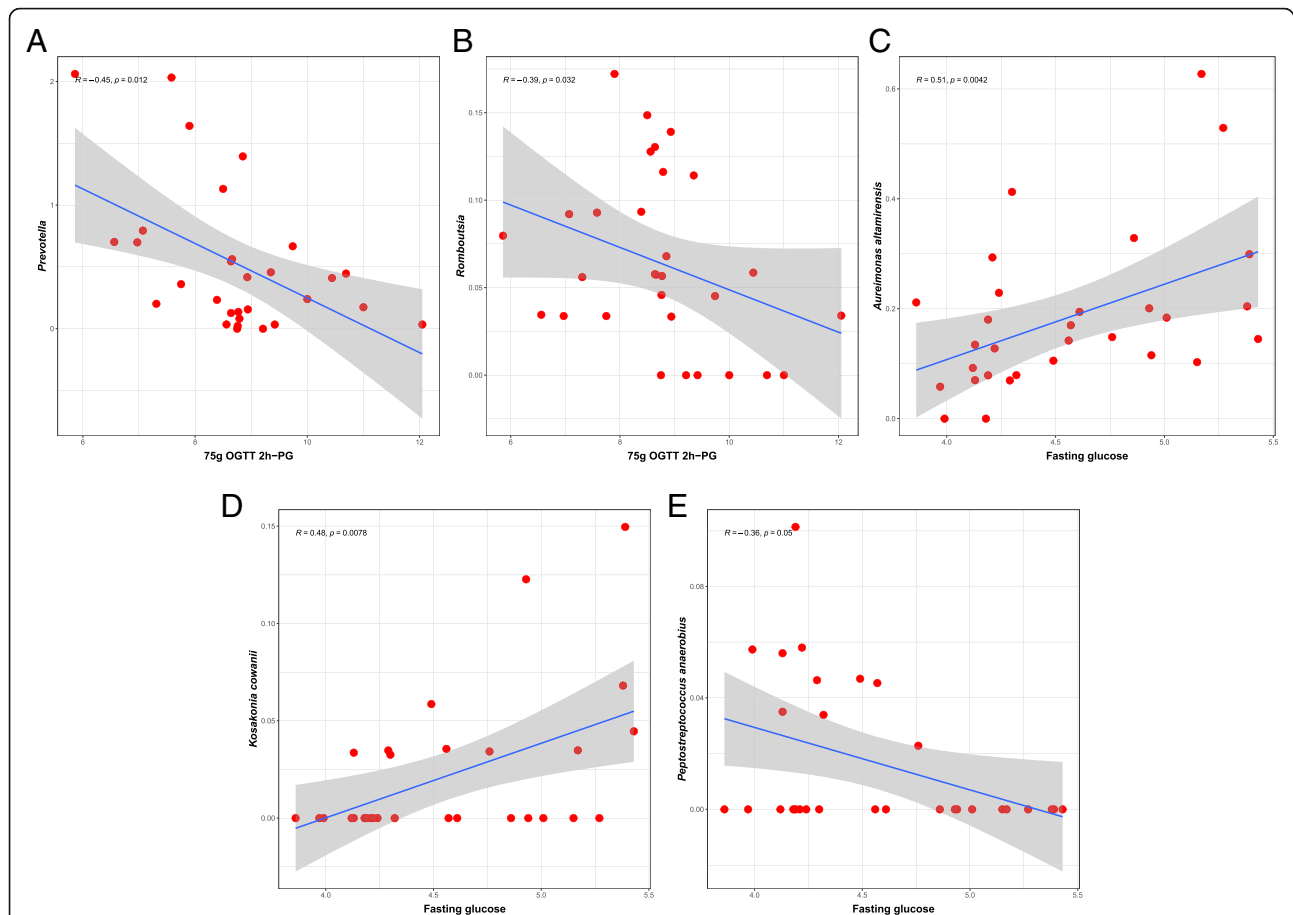 A
R = −0.45, p = 0.012
Prevotella
2
1
0
6
8
10
12
75g OGTT 2h−PG
B
R = −0.39, p = 0.032
Romboutsia
0.15
0.10
0.05
0.00
6
8
10
12
75g OGTT 2h−PG
C
R = 0.51, p = 0.0042
Aureimonas altamirensis
0.6
0.4
0.2
0.0
4.0
4.5
5.0
5.5
Fasting glucose
D
R = 0.48, p = 0.0078
Kosakonia cowanii
0.15
0.10
0.05
0.00
4.0
4.5
5.0
5.5
Fasting glucose
E
R = −0.36, p = 0.05
Peptostreptococcus anaerobius
0.08
0.04
0.00
4.0
4.5
5.0
5.5
Fasting glucose